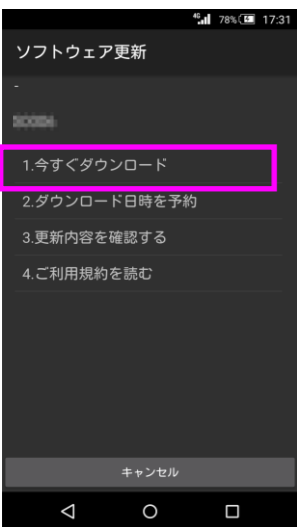 4G 78% 17:31
ソフトウェア更新
-
1.今すぐダウンロード
2.ダウンロード日時を予約
3.更新内容を確認する
4.ご利用規約を読む
キャンセル